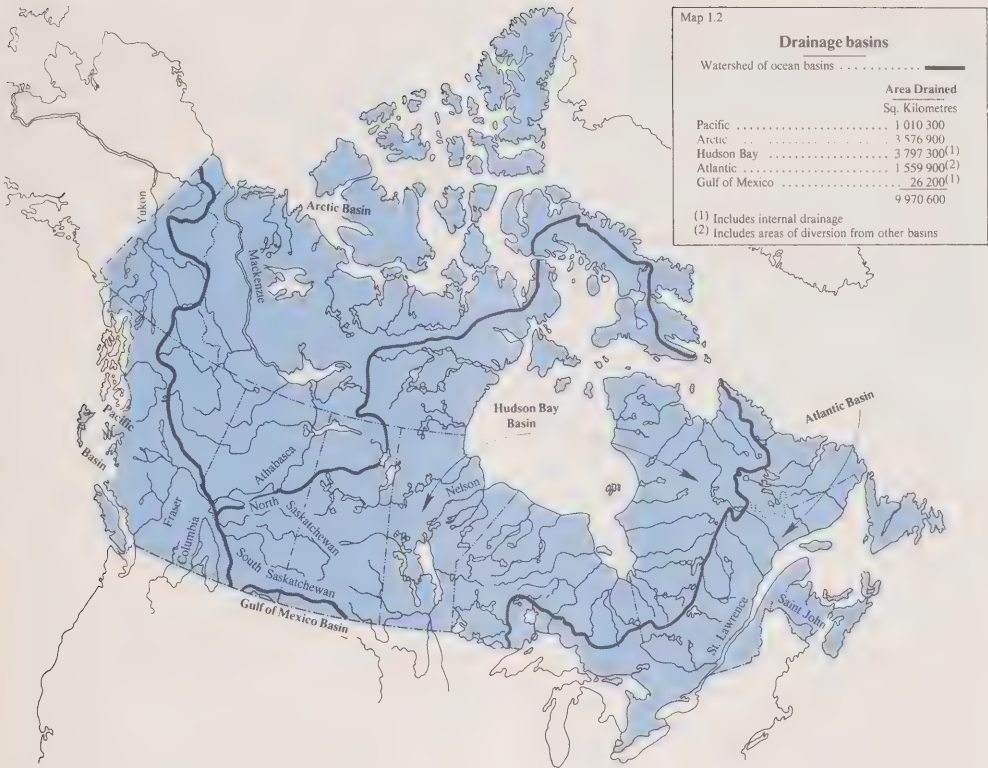 Map 1.2
Drainage basins
Watershed of ocean basins . . . . . . . . . . . .
Area Drained
Sq. Kilometres
Pacific . . . . . . . . . . . . . . . . . . . . . . . 1 010 300
Arctic . . . . . . . . . . . . . . . . . . . . . . . 3 576 900
Hudson Bay . . . . . . . . . . . . . . . . . . . 3 797 300(1)
Atlantic . . . . . . . . . . . . . . . . . . . . . . 1 559 900(2)
Gulf of Mexico . . . . . . . . . . . . . . . . 26 200(1)
9 970 600
(1) Includes internal drainage
(2) Includes areas of diversion from other basins
Yukon
Arctic Basin
Mackenzie
Pacific
Basin
Hudson Bay
Basin
Atlantic Basin
Athabasca
Nelson
North Saskatchewan
Fraser
Columbia
South Saskatchewan
Gulf of Mexico Basin
St. Lawrence
Saint John